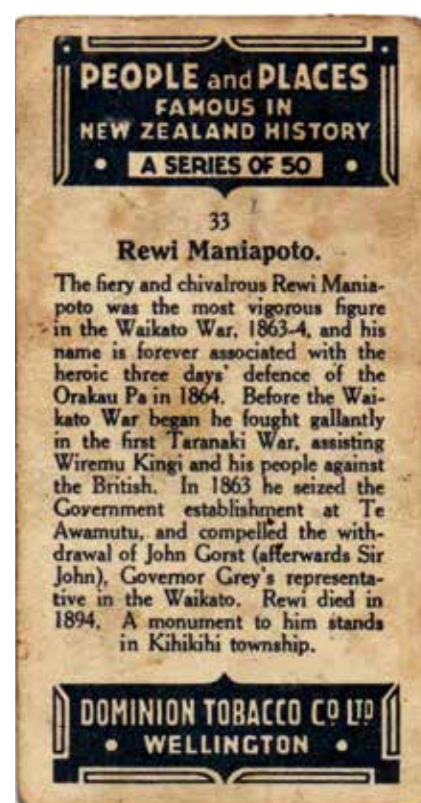 PEOPLE and PLACES
FAMOUS IN
NEW ZEALAND HISTORY
A SERIES OF 50
33
Rewi Maniapoto.
The fiery and chivalrous Rewi Mania-
poto was the most vigorous figure
in the Waikato War, 1863-4, and his
name is forever associated with the
heroic three days' defence of the
Orakau Pa in 1864. Before the Wai-
kato War began he fought gallantly
in the first Taranaki War, assisting
Wiremu Kingi and his people against
the British. In 1863 he seized the
Government establishment at Te
Awamutu, and compelled the with-
drawal of John Gorst (afterwards Sir
John), Governor Grey's representa-
tive in the Waikato. Rewi died in
1894. A monument to him stands
in Kihikihi township.
DOMINION TOBACCO CO LTD
WELLINGTON